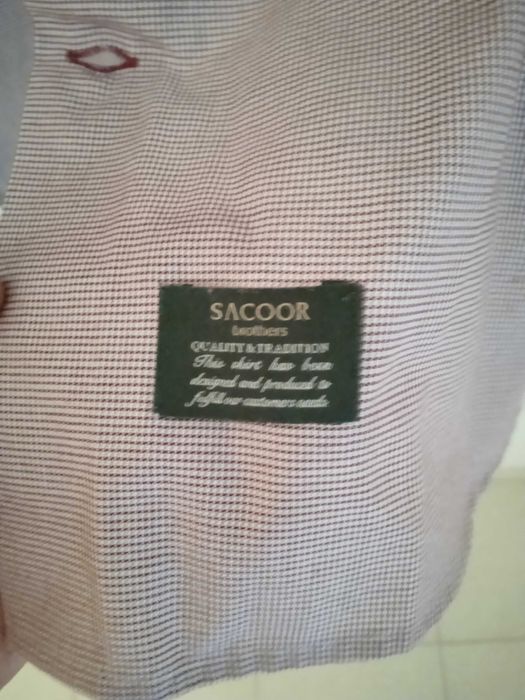 SACOOR
brothers
QUALITY & TRADITION
This shirt has been
designed and produced to
fulfill our customers needs